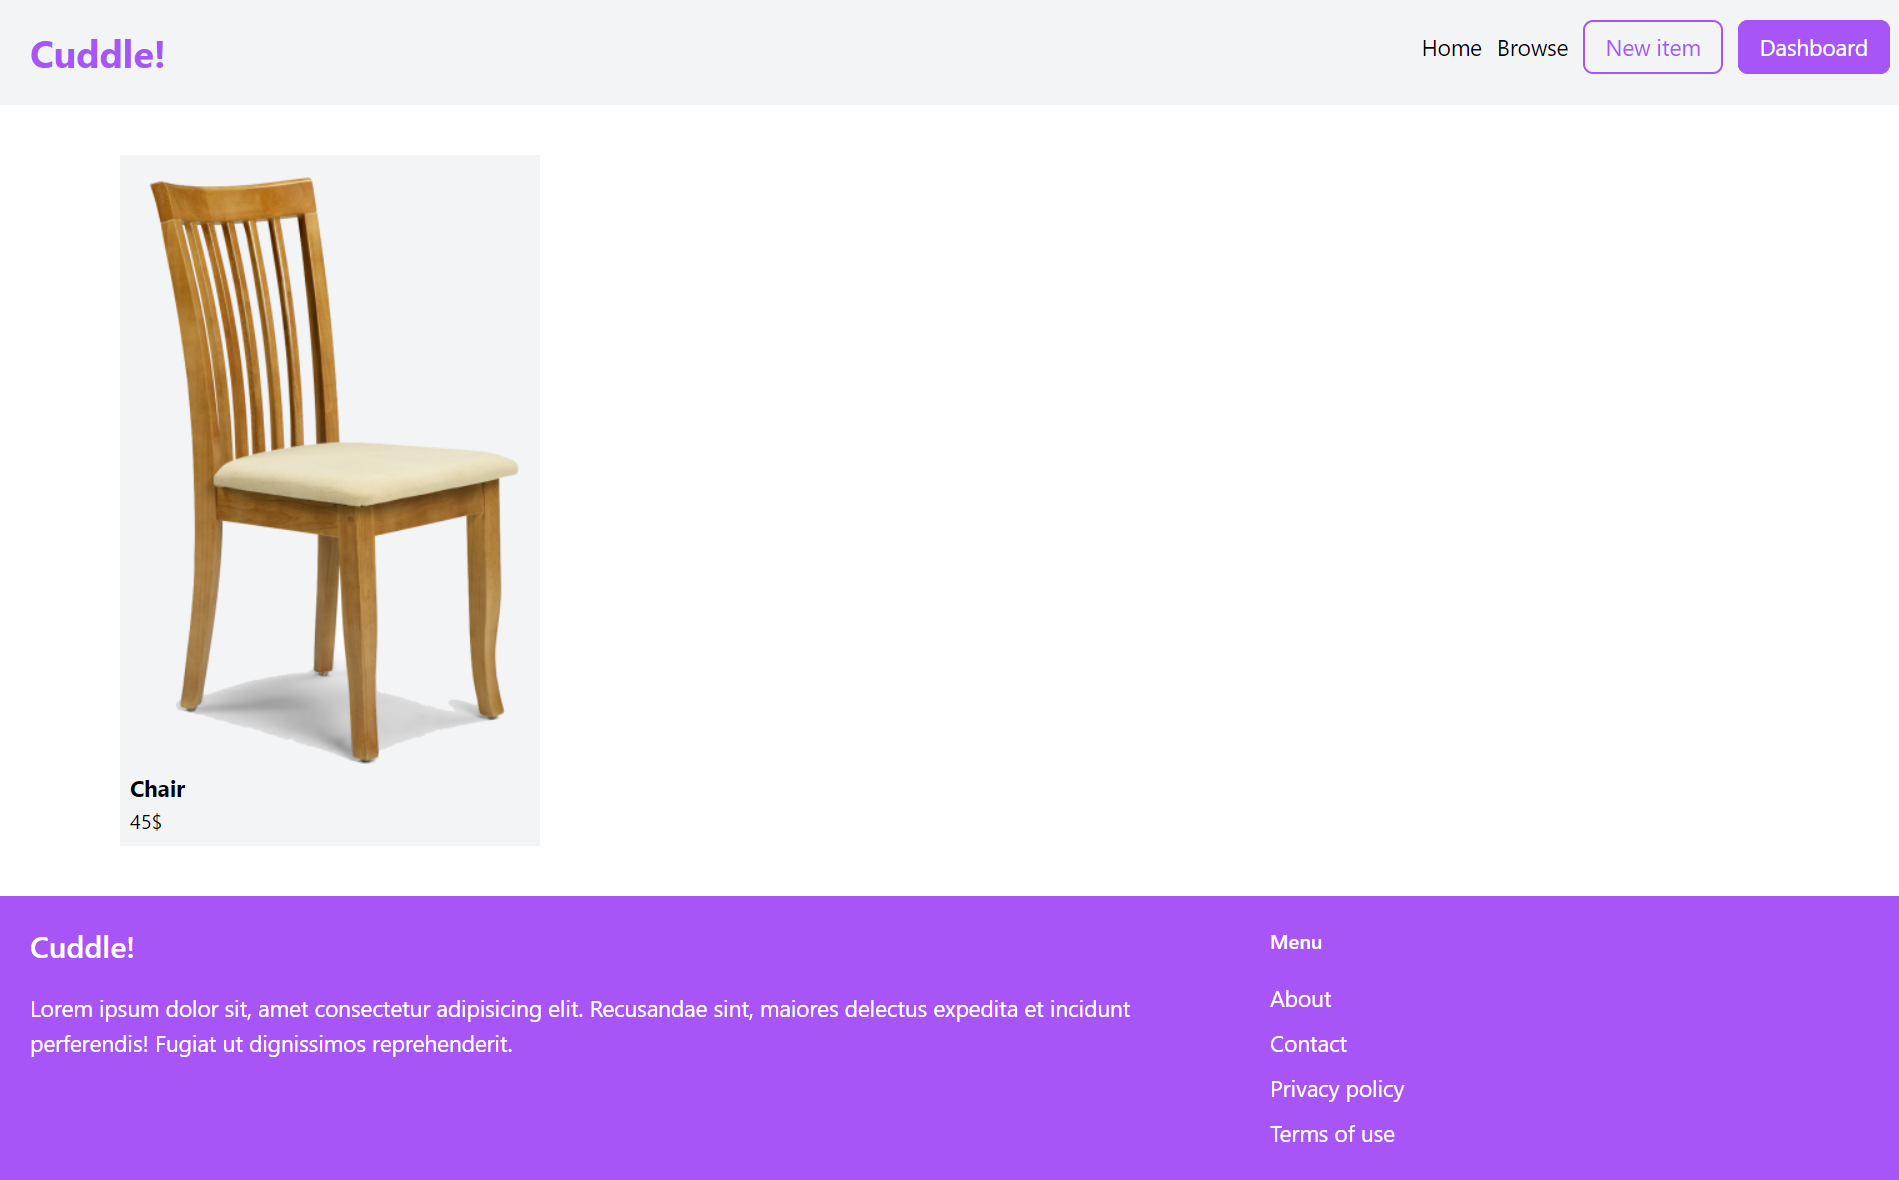 Cuddle!
Home Browse New item Dashboard
Chair
45$
Cuddle!
Lorem ipsum dolor sit, amet consectetur adipisicing elit. Recusandae sint, maiores delectus expedita et incidunt
perferendis! Fugiat ut dignissimos reprehenderit.
Menu
About
Contact
Privacy policy
Terms of use